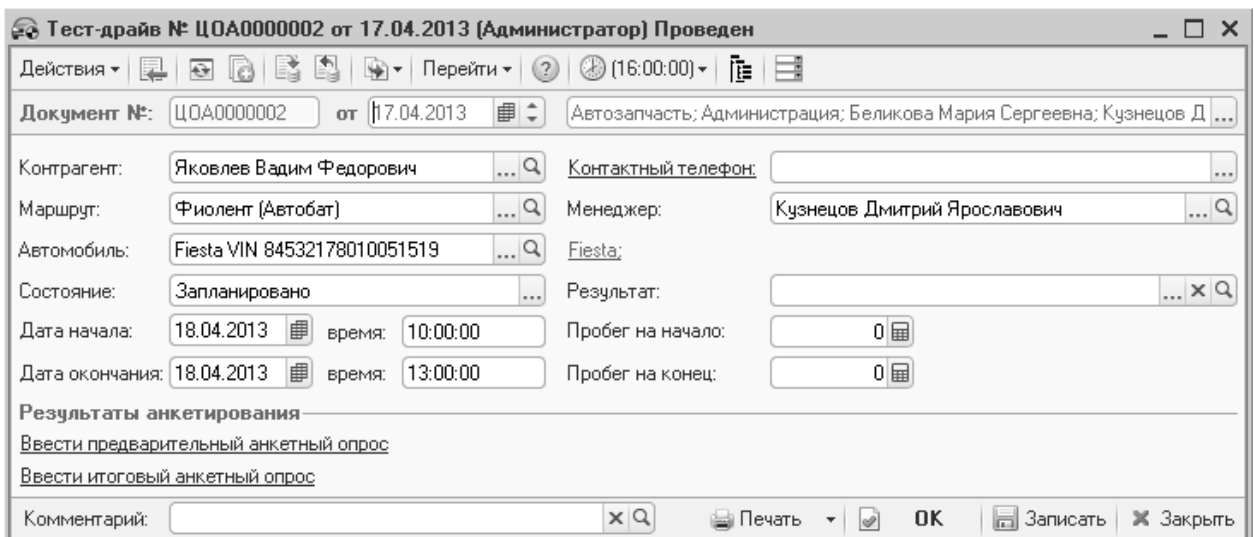 Тест-драйв № ЦОА0000002 от 17.04.2013 (Администратор) Проведен
Действия Перейти (16:00:00)
Документ №: ЦОА0000002 от 17.04.2013 Автозапчасть; Администрация; Беликова Мария Сергеевна; Кузнецов Д ...
Контрагент: Яковлев Вадим Федорович ... Контактный телефон: ...
Маршрут: Фиолент (Автобат) ... Менеджер: Кузнецов Дмитрий Ярославович ...
Автомобиль: Fiesta VIN 84532178010051519 ... Fiesta;
Состояние: Запланировано ... Результат: ...
Дата начала: 18.04.2013 время: 10:00:00 Пробег на начало: 0
Дата окончания: 18.04.2013 время: 13:00:00 Пробег на конец: 0
Результаты анкетирования
Ввести предварительный анкетный опрос
Ввести итоговый анкетный опрос
Комментарий: Печать OK Записать Закрыть